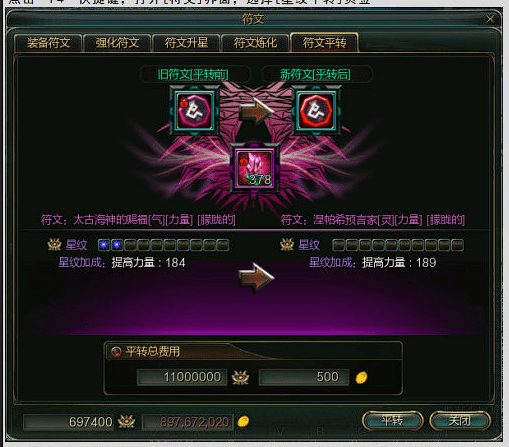 符文
装备符文 强化符文 符文升星 符文炼化 符文平转
旧符文[平转前] 新符文[平转后]
378
符文：太古海神的赐福[气][力量] [朦胧的] 符文：涅帕希预言家[灵][力量] [朦胧的]
星纹 星纹
星纹加成：提高力量：184 星纹加成：提高力量：189
平转总费用
11000000 500
697400 897,672,020 平转 关闭